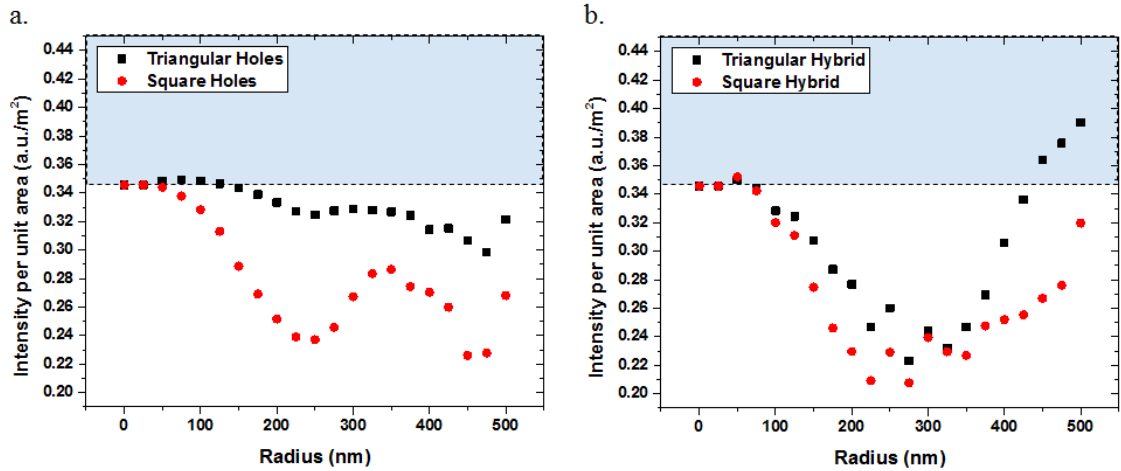 a.
0.44
0.42
0.40
0.38
0.36
0.34
0.32
0.30
0.28
0.26
0.24
0.22
0.20
Intensity per unit area (a.u./m²)
Triangular Holes
Square Holes
0 100 200 300 400 500
Radius (nm)
b.
0.44
0.42
0.40
0.38
0.36
0.34
0.32
0.30
0.28
0.26
0.24
0.22
0.20
Intensity per unit area (a.u./m²)
Triangular Hybrid
Square Hybrid
0 100 200 300 400 500
Radius (nm)